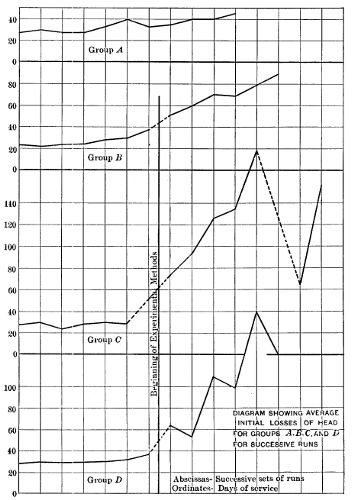 40
20
0
Group A
80
60
40
20
0
Group B
140
120
100
80
60
40
20
0
Group C
Beginning of Experimental Methods
100
80
60
40
20
0
Group D
DIAGRAM SHOWING AVERAGE
INITIAL LOSSES OF HEAD
FOR GROUPS A.B.C, AND D
FOR SUCCESSIVE RUNS
Abscissas- Successive sets of runs
Ordinates- Days of service